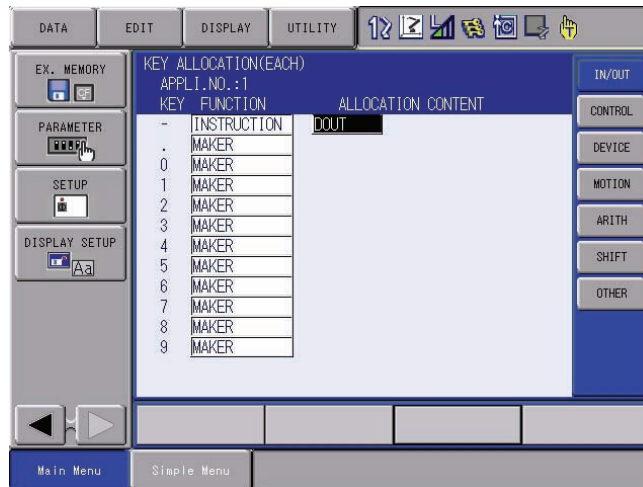 DATA EDIT DISPLAY UTILITY
EX. MEMORY
CF
PARAMETER
SETUP
DISPLAY SETUP
Aa
KEY ALLOCATION(EACH)
APPLI.NO.:1
KEY FUNCTION ALLOCATION CONTENT
- INSTRUCTION DOUT
. MAKER
0 MAKER
1 MAKER
2 MAKER
3 MAKER
4 MAKER
5 MAKER
6 MAKER
7 MAKER
8 MAKER
9 MAKER
IN/OUT
CONTROL
DEVICE
MOTION
ARITH
SHIFT
OTHER
Main Menu Simple Menu